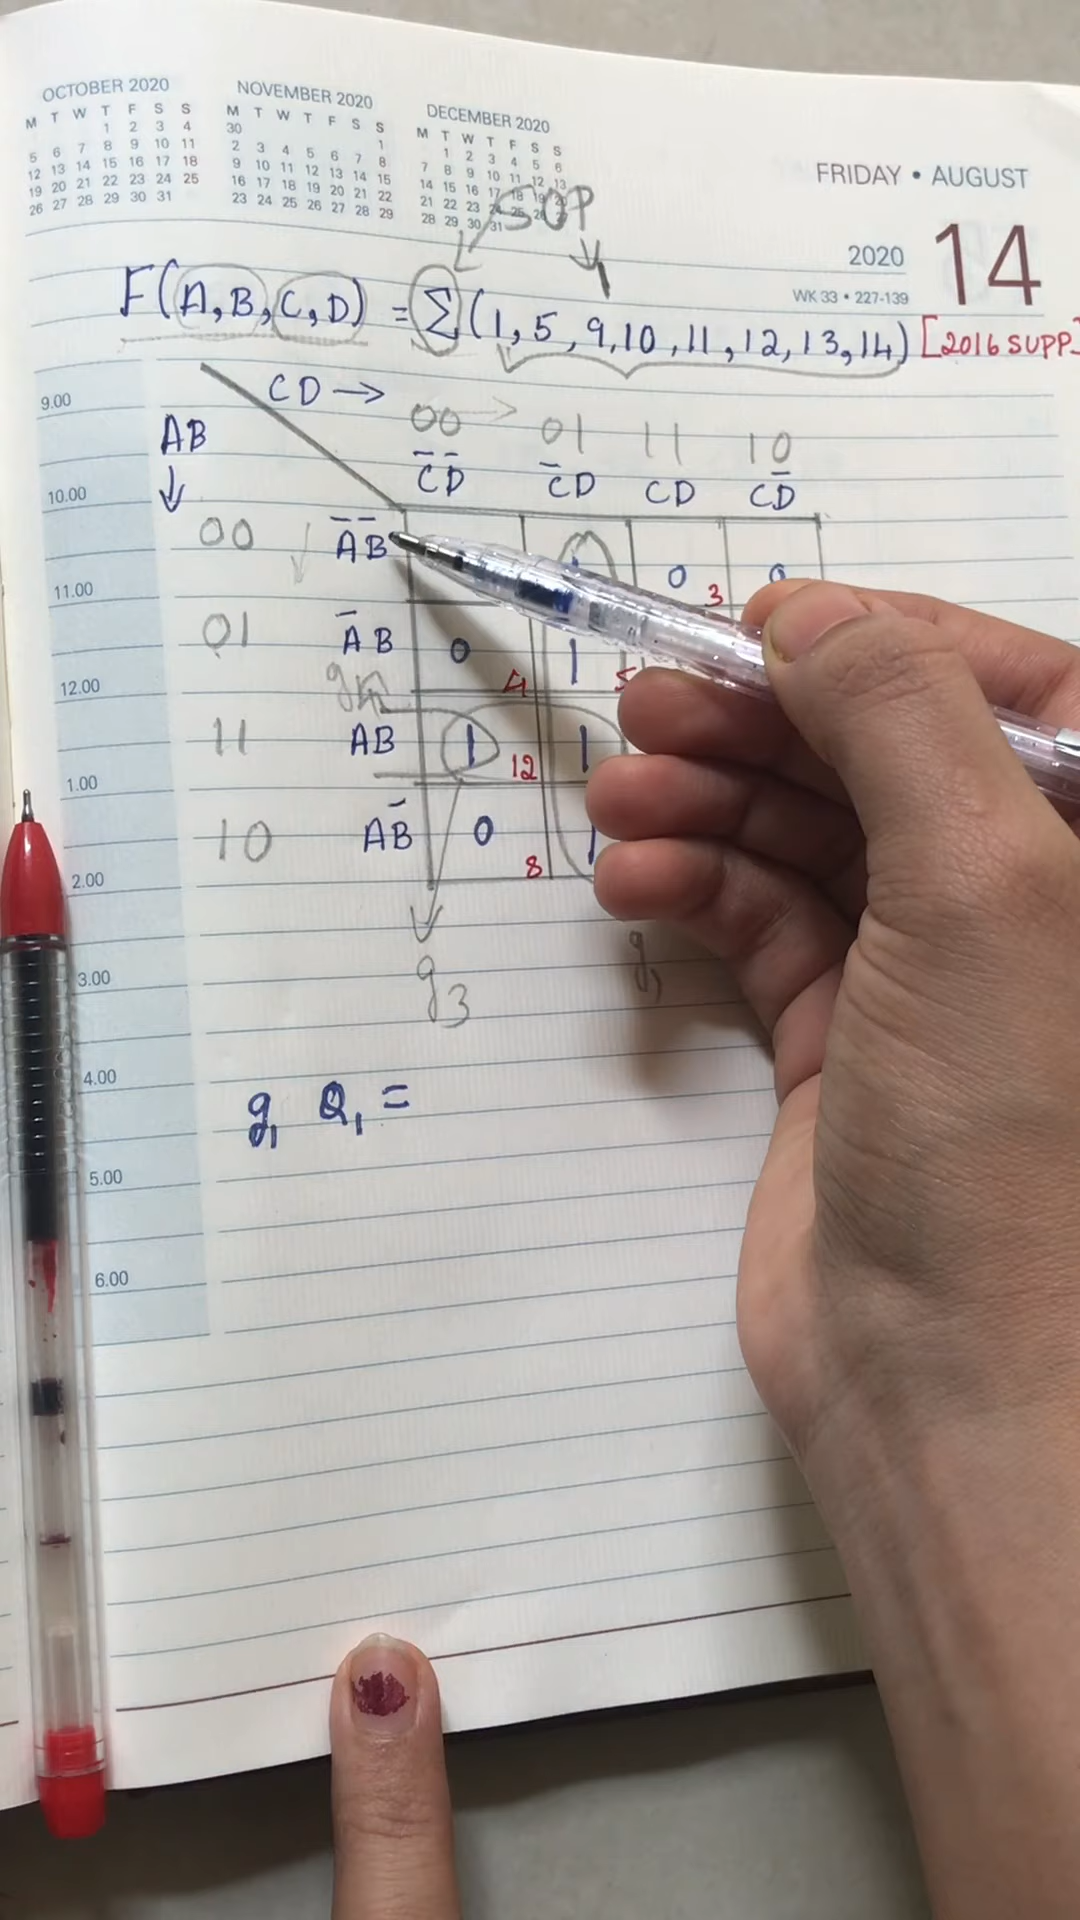 OCTOBER 2020
M T W T F S S
1 2 3 4
5 6 7 8 9 10 11
12 13 14 15 16 17 18
19 20 21 22 23 24 25
26 27 28 29 30 31
NOVEMBER 2020
M T W T F S S
30 1
2 3 4 5 6 7 8
9 10 11 12 13 14 15
16 17 18 19 20 21 22
23 24 25 26 27 28 29
DECEMBER 2020
M T W T F S S
1 2 3 4 5 6
7 8 9 10 11 12 13
14 15 16 17 18 19
21 22 23 25
28 29 30 31
FRIDAY • AUGUST
14
2020
WK 33 • 227-139
SOP
F(A,B,C,D) = Σ(1,5,9,10,11,12,13,14) [2016 SUPP
9.00
10.00
11.00
12.00
1.00
2.00
3.00
4.00
5.00
6.00
CD →
AB ↓
00 01 11 10
C̅D̅ C̅D CD CD̅
00 A̅B̅ 0 3 0
01 A̅B 0 4 1 5
11 AB 1 12 1
10 AB̅ 0 8 1
g3 g1
g1 Q1 =